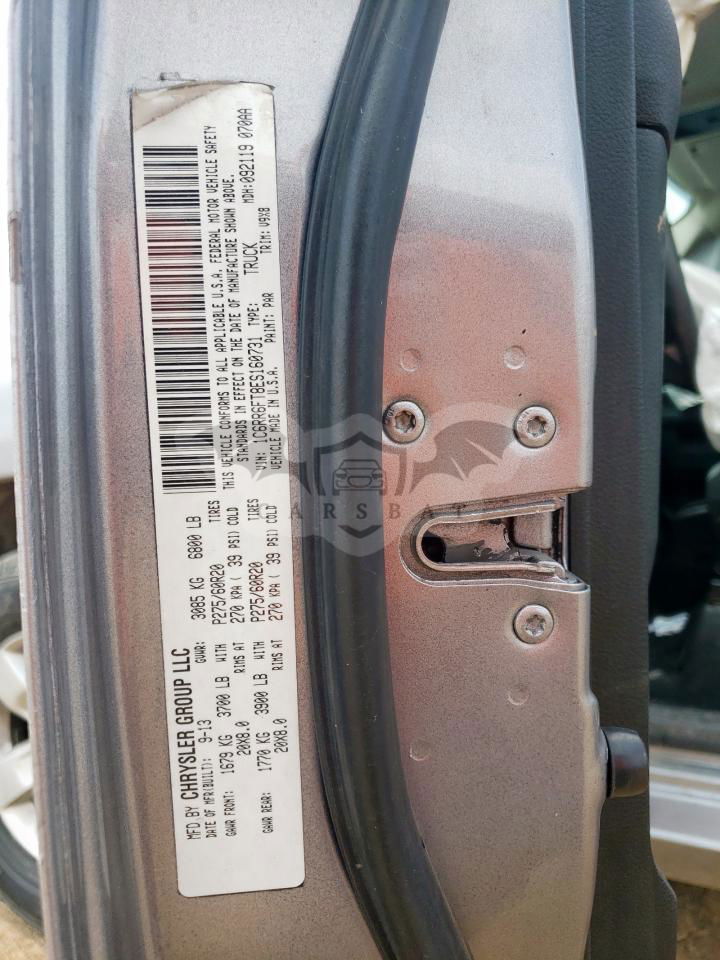 MFD BY CHRYSLER GROUP LLC
DATE OF MFR(BUILT): 9-13 GVWR: 3085 KG 6800 LB
GAWR FRONT: 1679 KG 3700 LB WITH P275/60R20 TIRES
20X8.0 RIMS AT 270 KPA ( 39 PSI) COLD
GAWR REAR: 1770 KG 3900 LB WITH P275/60R20 TIRES
20X8.0 RIMS AT 270 KPA ( 39 PSI) COLD
THIS VEHICLE CONFORMS TO ALL APPLICABLE U.S.A. FEDERAL MOTOR VEHICLE SAFETY
STANDARDS IN EFFECT ON THE DATE OF MANUFACTURE SHOWN ABOVE.
VIN: 1C6RR6FT8ES160731 TYPE: TRUCK MDH: 092119 070AA
VEHICLE MADE IN U.S.A. PAINT: PAR TRIM: V9X8
CARSBAT